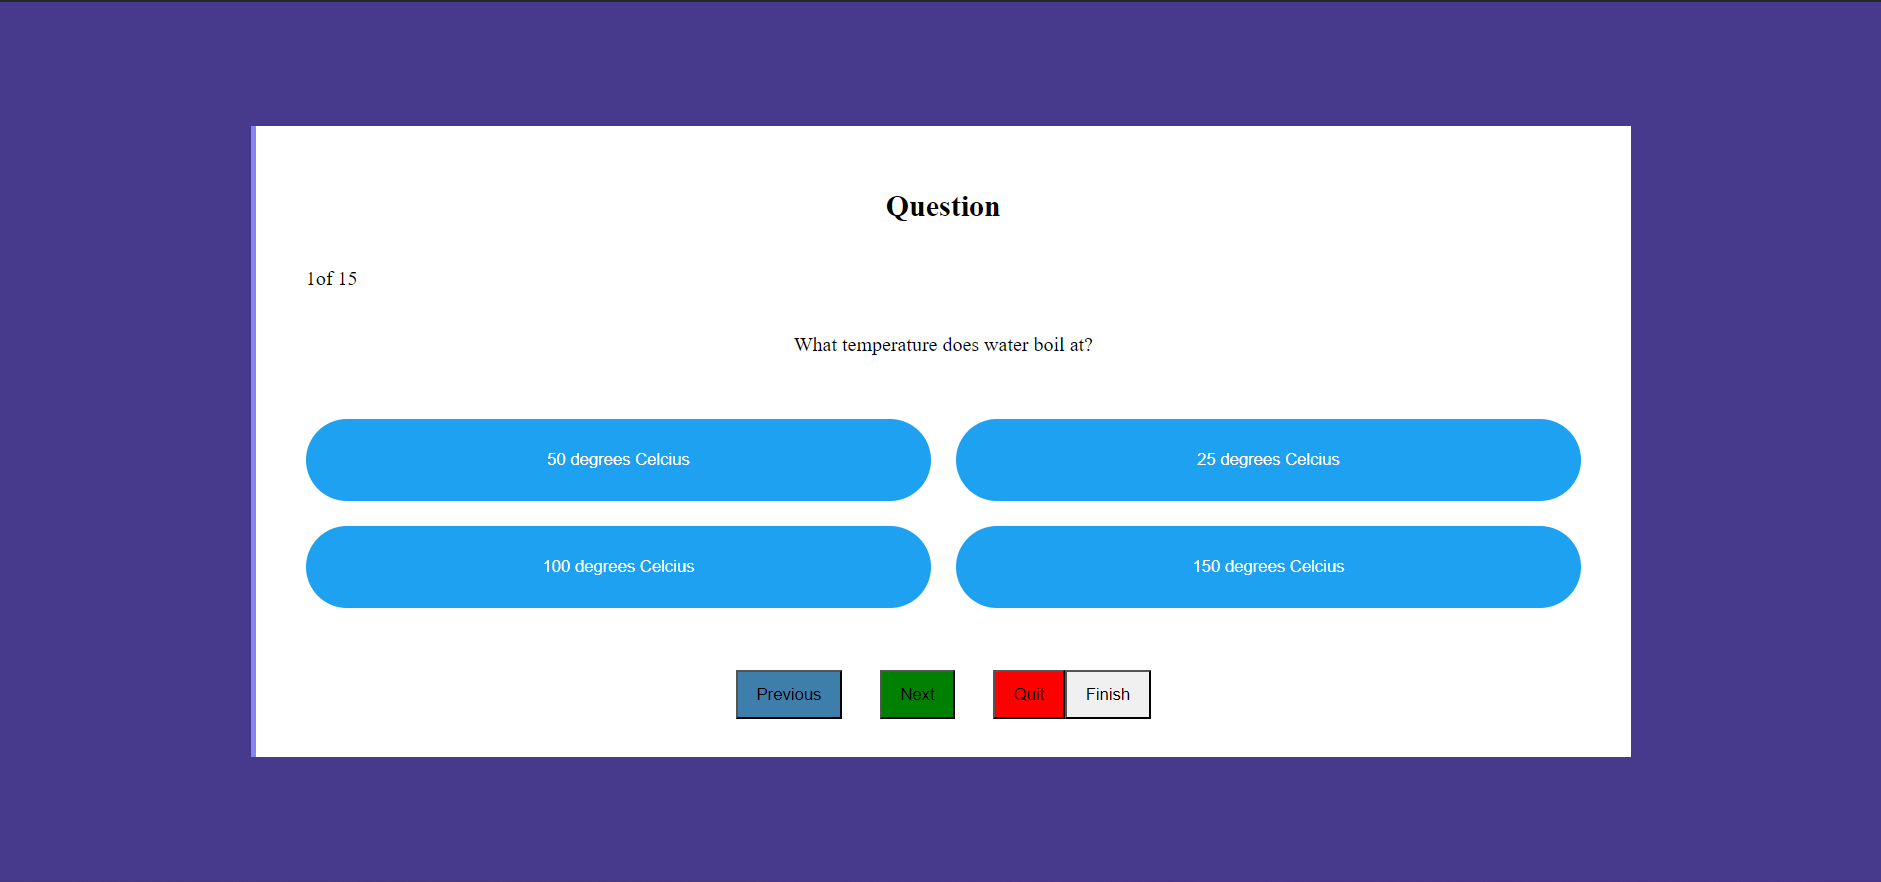 Question
1of 15
What temperature does water boil at?
50 degrees Celcius
25 degrees Celcius
100 degrees Celcius
150 degrees Celcius
Previous
Next
Quit
Finish